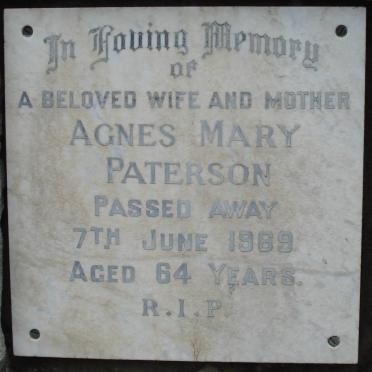 In Loving Memory
of
A BELOVED WIFE AND MOTHER
AGNES MARY
PATERSON
PASSED AWAY
7TH JUNE 1969
AGED 64 YEARS.
R.I.P